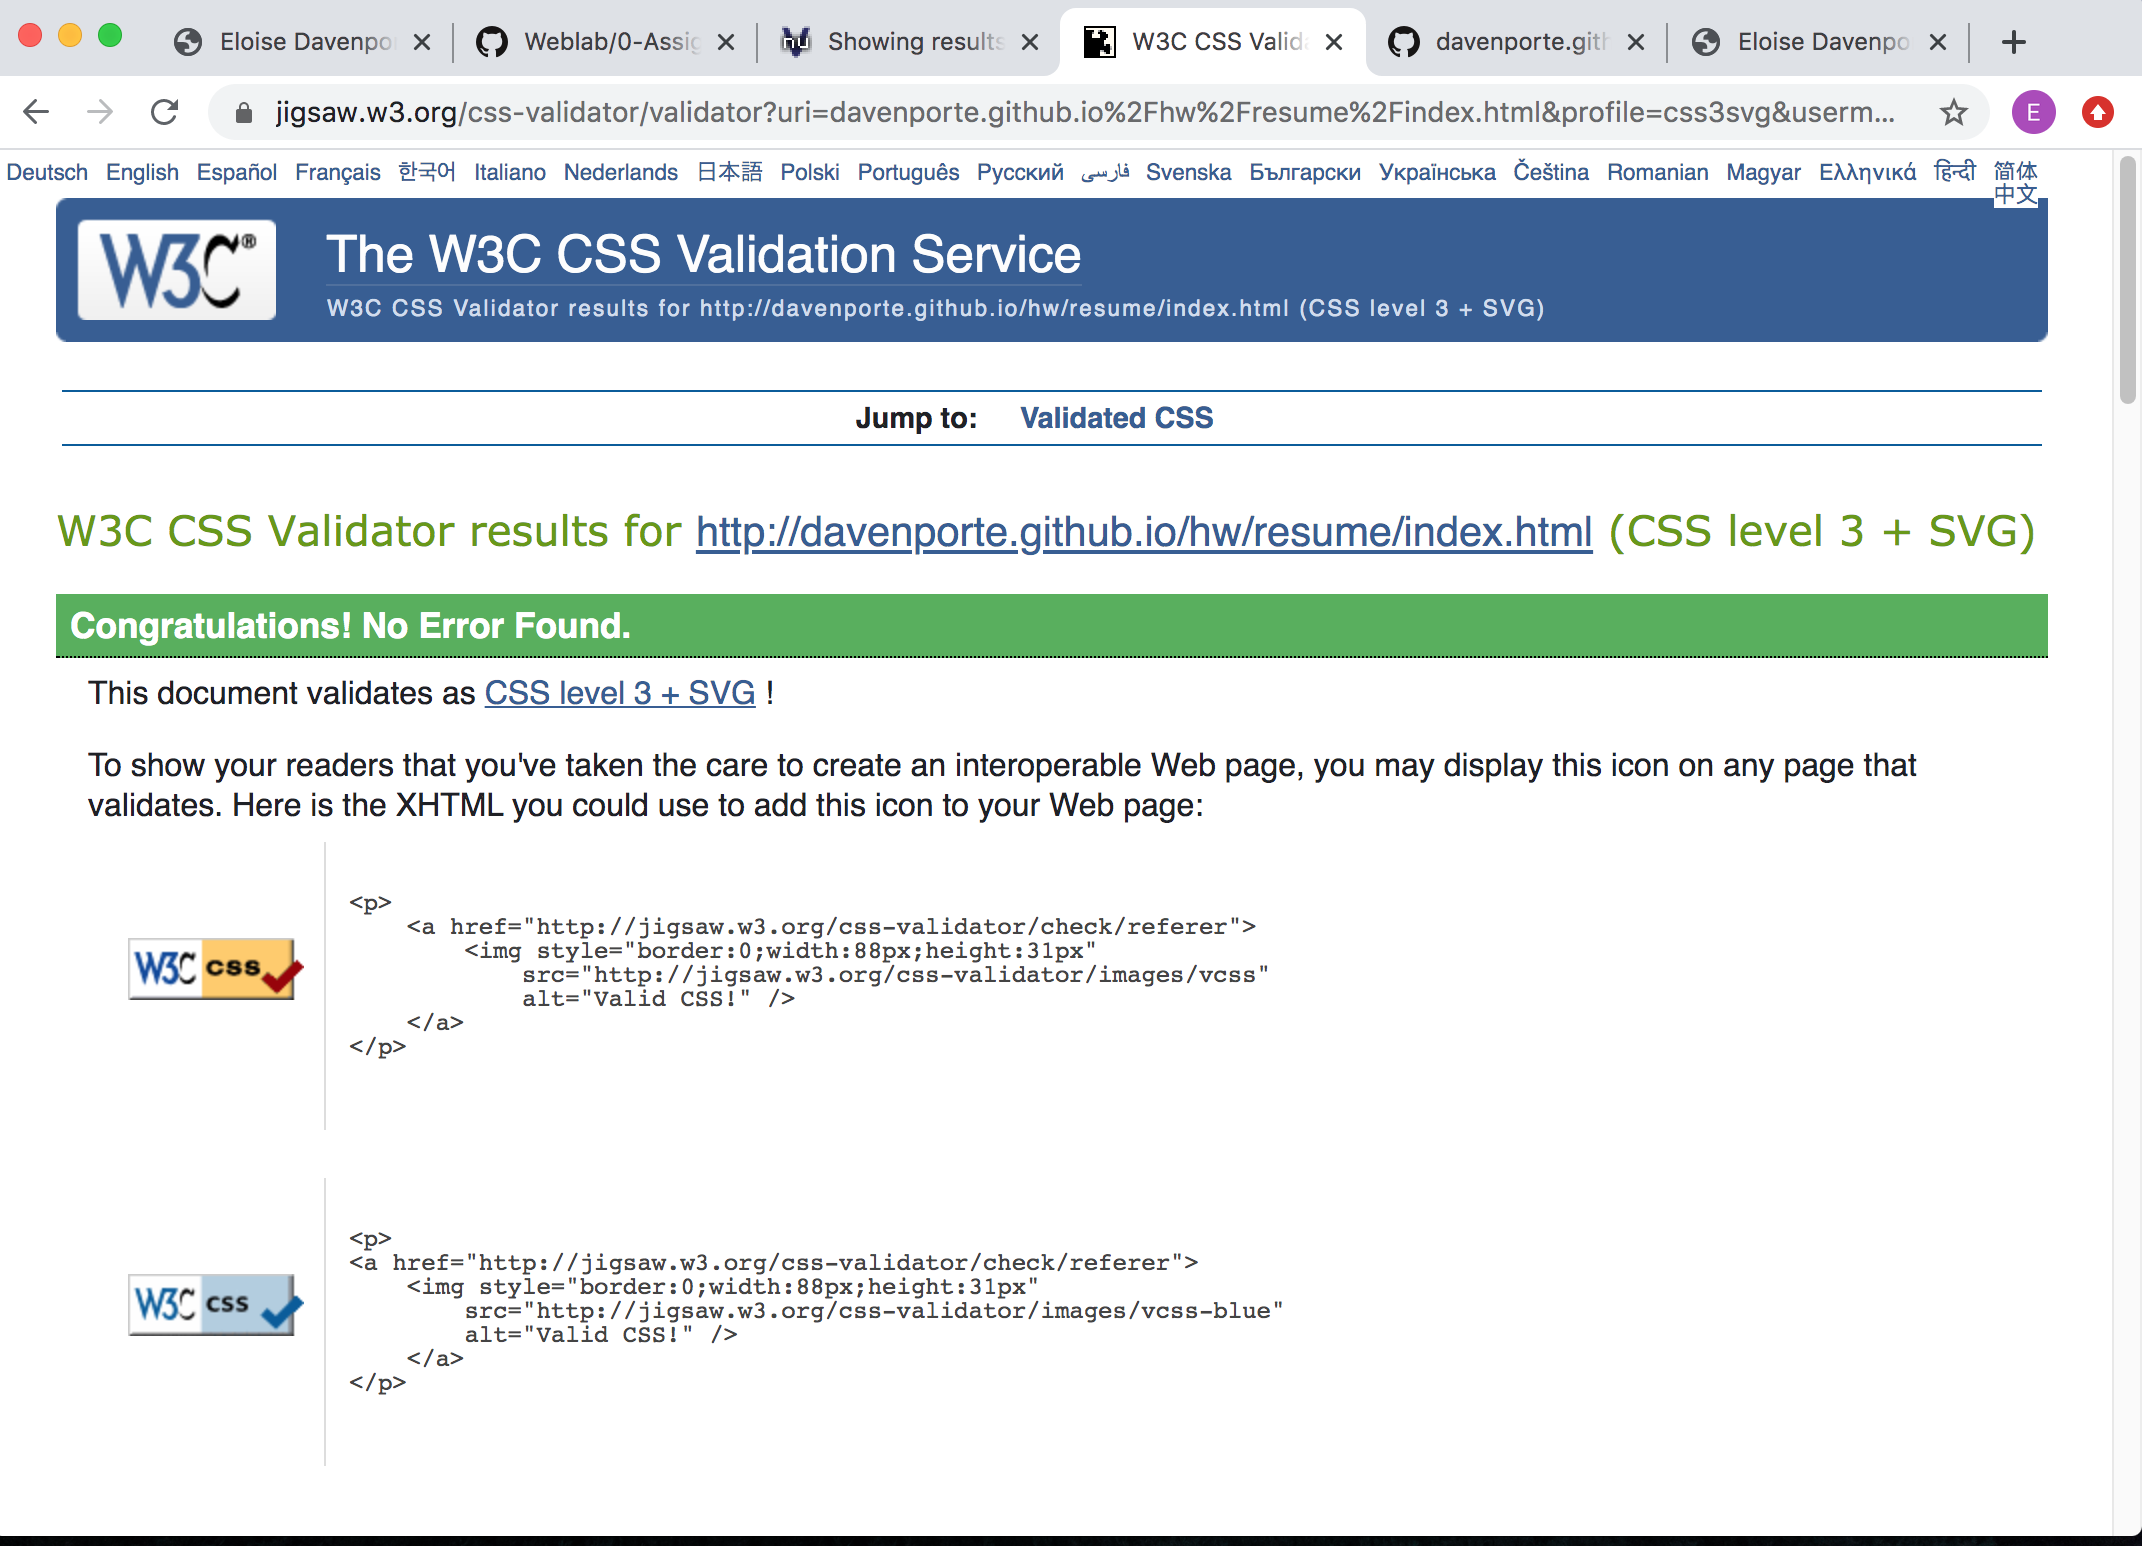 Eloise Davenpo
Weblab/0-Assig
Showing results
W3C CSS Valida
davenporte.gith
Eloise Davenpo
jigsaw.w3.org/css-validator/validator?uri=davenporte.github.io%2Fhw%2Fresume%2Findex.html&profile=css3svg&userm...
E
Deutsch English Español Français 한국어 Italiano Nederlands 日本語 Polski Português Русский فارسی Svenska Български Українська Čeština Romanian Magyar Ελληνικά हिन्दी 简体
中文
W3C®
The W3C CSS Validation Service
W3C CSS Validator results for http://davenporte.github.io/hw/resume/index.html (CSS level 3 + SVG)
Jump to: Validated CSS
W3C CSS Validator results for http://davenporte.github.io/hw/resume/index.html (CSS level 3 + SVG)
Congratulations! No Error Found.
This document validates as CSS level 3 + SVG !
To show your readers that you've taken the care to create an interoperable Web page, you may display this icon on any page that
validates. Here is the XHTML you could use to add this icon to your Web page:
W3C css
<p>
<a href="http://jigsaw.w3.org/css-validator/check/referer">
<img style="border:0;width:88px;height:31px"
src="http://jigsaw.w3.org/css-validator/images/vcss"
alt="Valid CSS!" />
</a>
</p>
W3C css
<p>
<a href="http://jigsaw.w3.org/css-validator/check/referer">
<img style="border:0;width:88px;height:31px"
src="http://jigsaw.w3.org/css-validator/images/vcss-blue"
alt="Valid CSS!" />
</a>
</p>